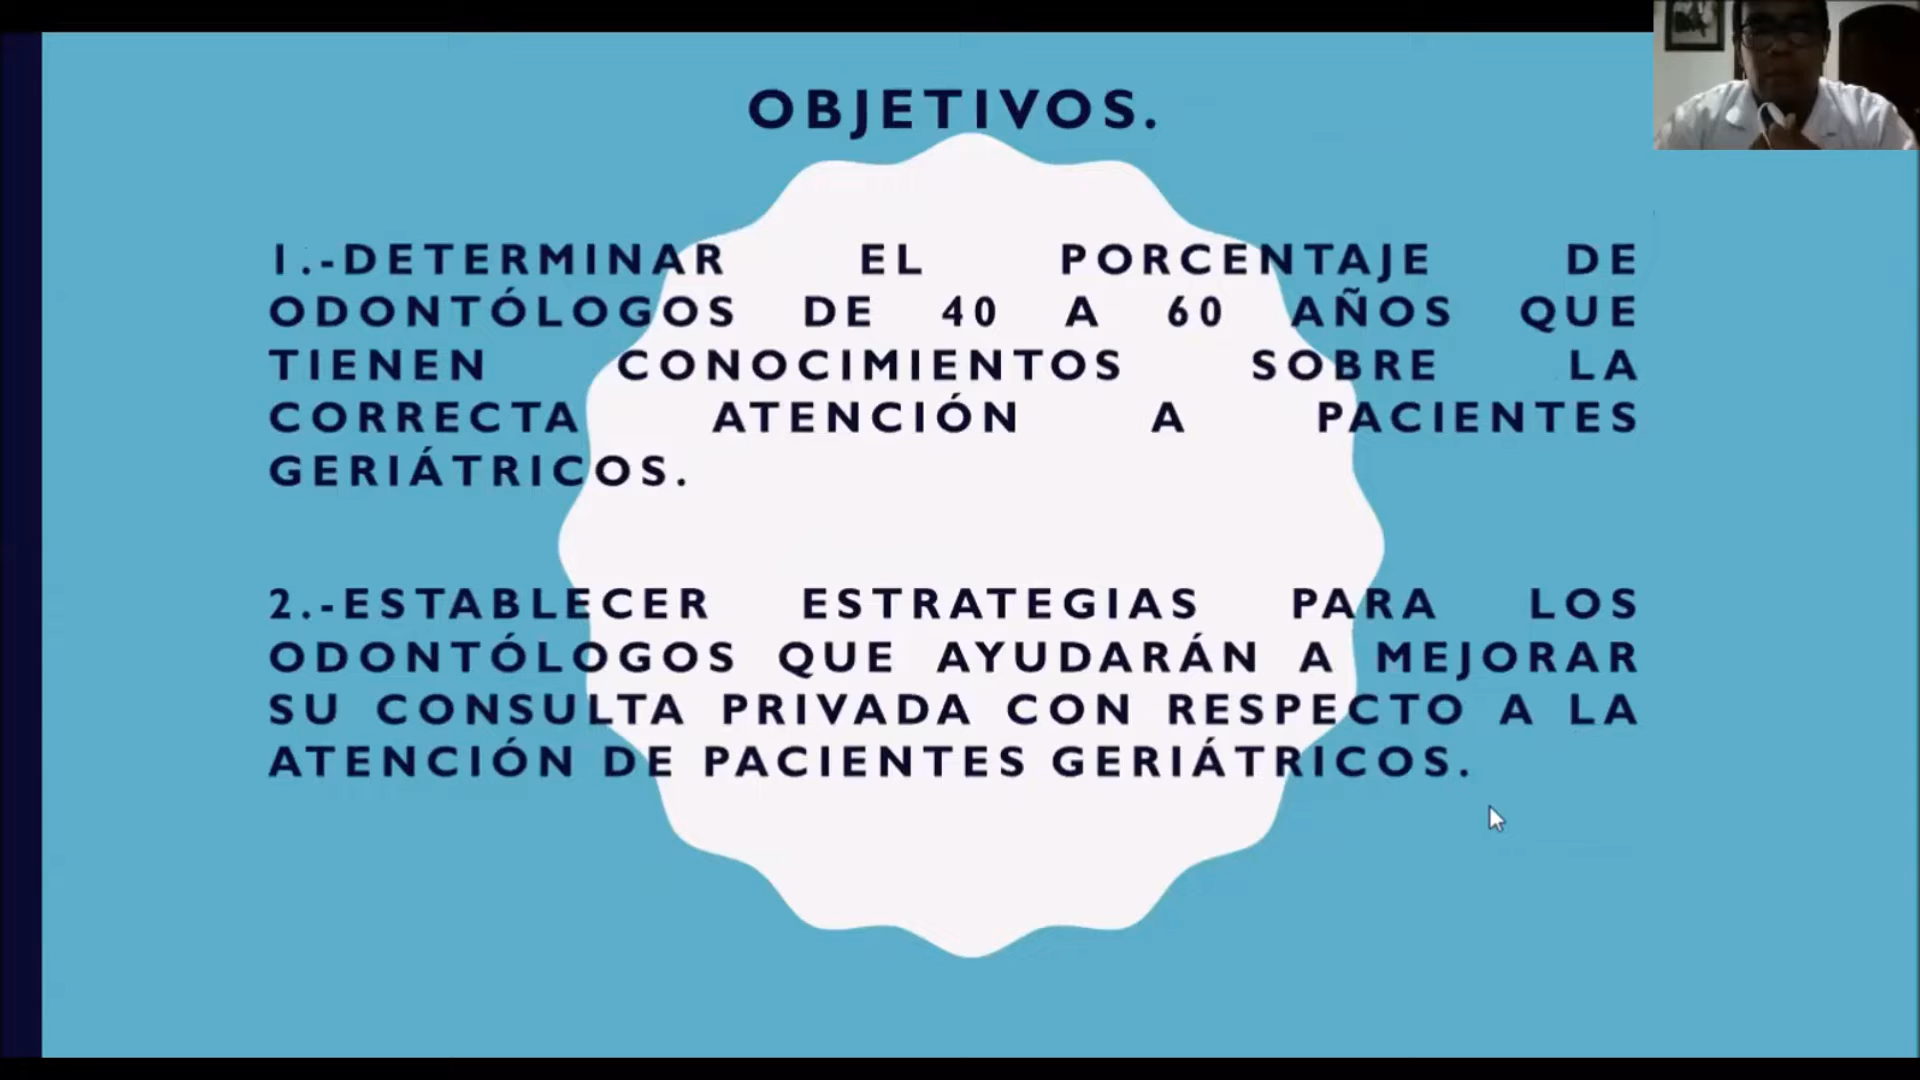 OBJETIVOS.
1.-DETERMINAR EL PORCENTAJE DE
ODONTÓLOGOS DE 40 A 60 AÑOS QUE
TIENEN CONOCIMIENTOS SOBRE LA
CORRECTA ATENCIÓN A PACIENTES
GERIÁTRICOS.
2.-ESTABLECER ESTRATEGIAS PARA LOS
ODONTÓLOGOS QUE AYUDARÁN A MEJORAR
SU CONSULTA PRIVADA CON RESPECTO A LA
ATENCIÓN DE PACIENTES GERIÁTRICOS.